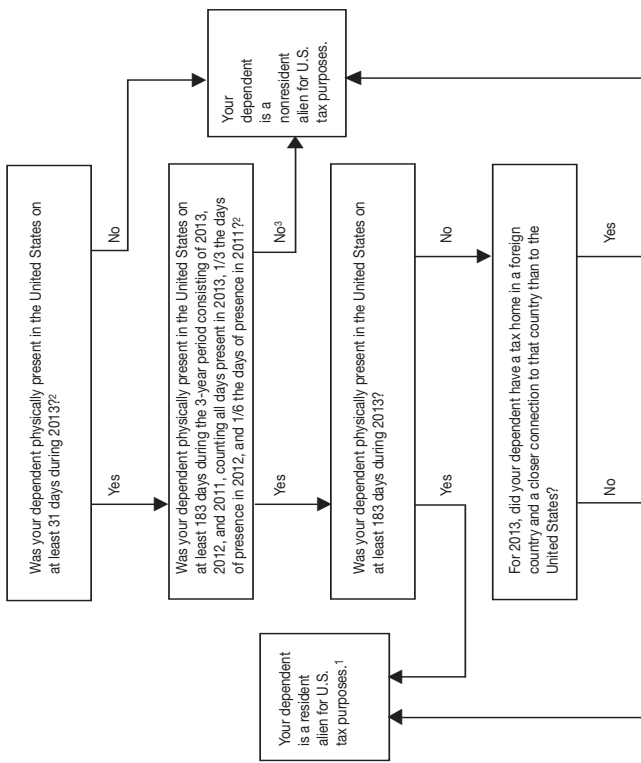 Was your dependent physically present in the United States on
at least 31 days during 2013?²
No
Yes
Your
dependent
is a
nonresident
alien for U.S.
tax purposes.
Was your dependent physically present in the United States on
at least 183 days during the 3-year period consisting of 2013,
2012, and 2011, counting all days present in 2013, 1/3 the days
of presence in 2012, and 1/6 the days of presence in 2011?²
No³
Yes
Was your dependent physically present in the United States on
at least 183 days during 2013?
Yes
No
Your dependent
is a resident
alien for U.S.
tax purposes.¹
For 2013, did your dependent have a tax home in a foreign
country and a closer connection to that country than to the
United States?
No
Yes